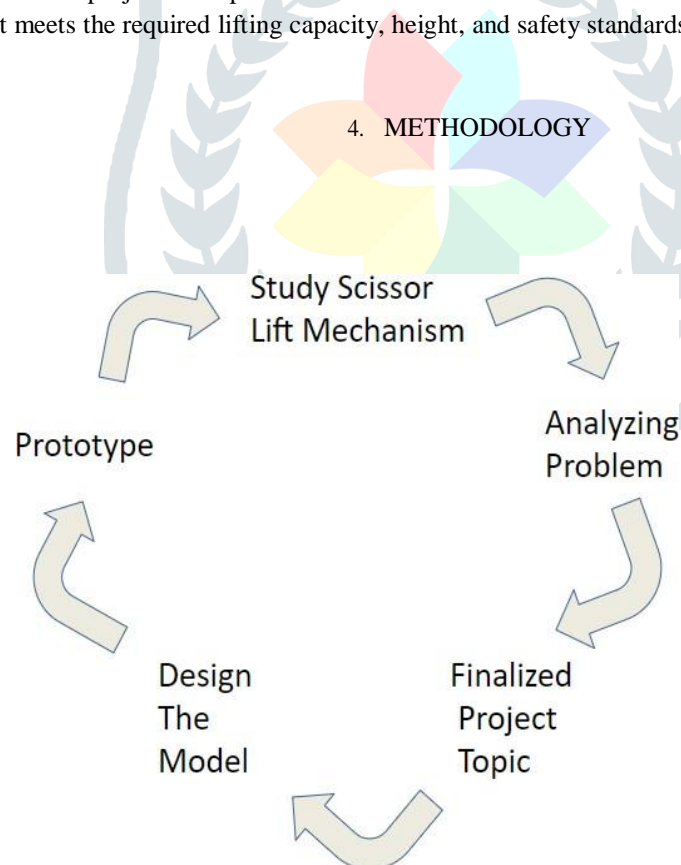 t meets the required lifting capacity, height, and safety standards
4. METHODOLOGY
Study Scissor
Lift Mechanism
Analyzing
Problem
Finalized
Project
Topic
Design
The
Model
Prototype